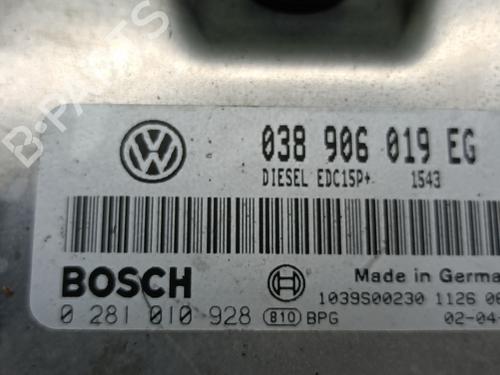 038 906 019 EG
DIESEL EDC15P+ 1543
BOSCH
Made in German
0 281 010 928 810 BPG
1039S00230 1126
02-04-
B-PARTS